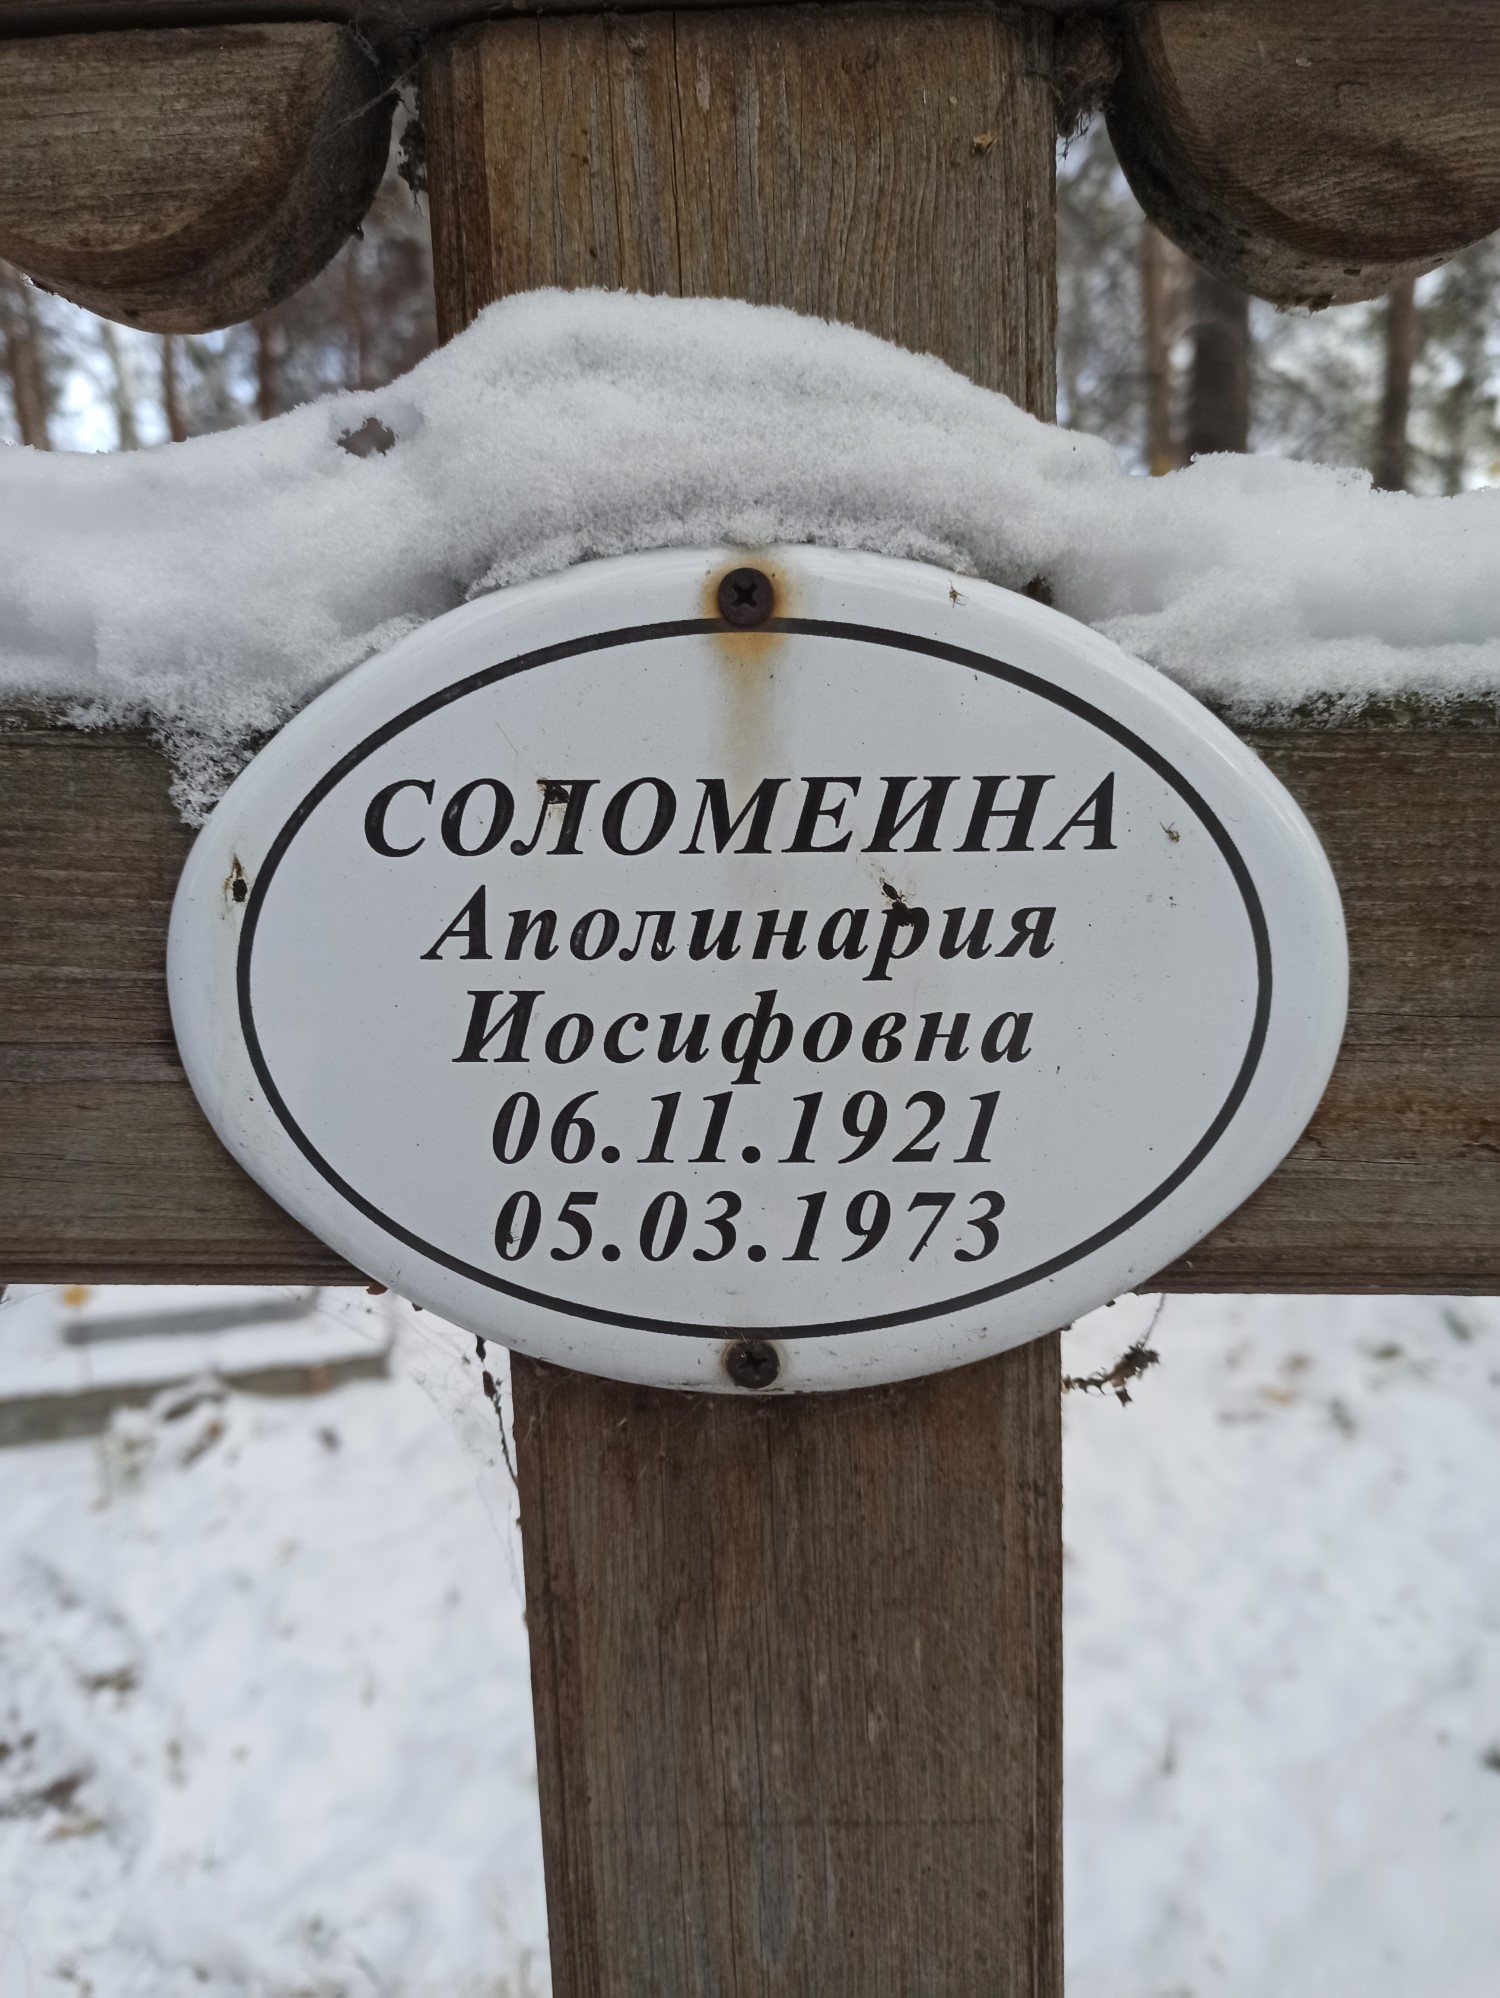 СОЛОМЕИНА
Аполинария
Иосифовна
06.11.1921
05.03.1973